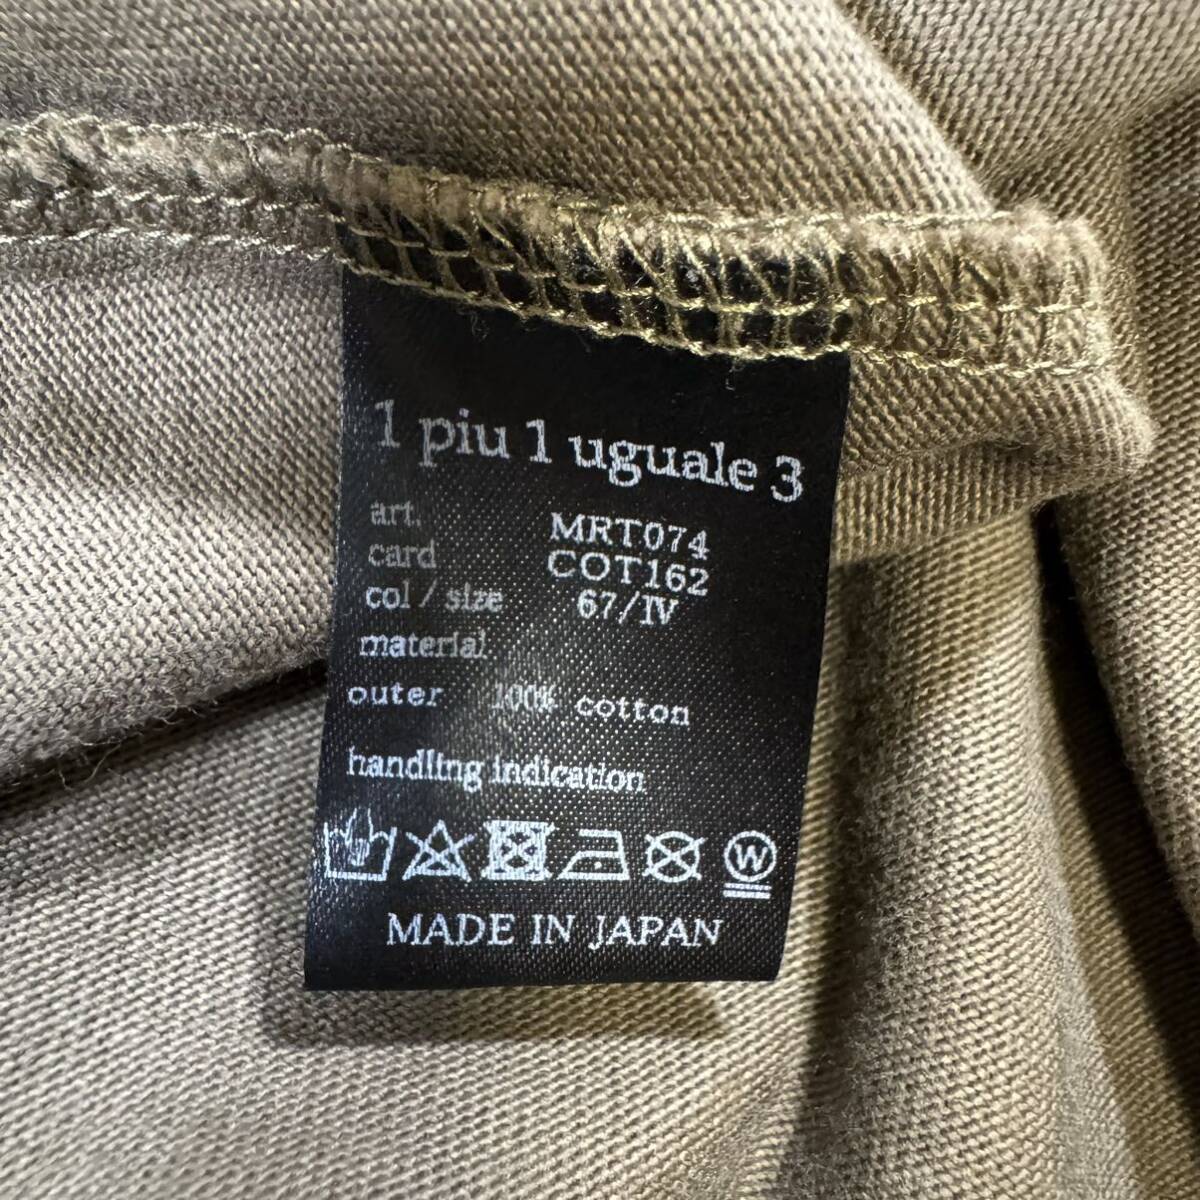 1 piu 1 uguale 3
art. MRT074
card COT162
col / size 67/IV
material
outer 100% cotton
handling indication
W
MADE IN JAPAN